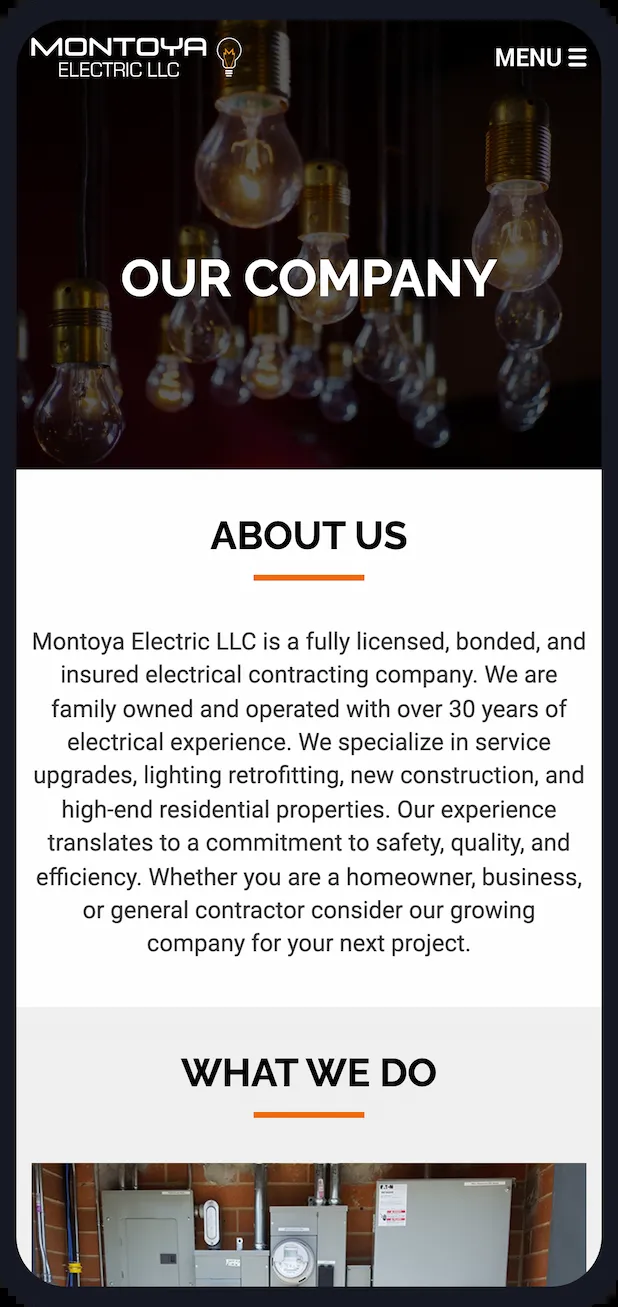 MONTOYA
ELECTRIC LLC
MENU
OUR COMPANY
ABOUT US
Montoya Electric LLC is a fully licensed, bonded, and
insured electrical contracting company. We are
family owned and operated with over 30 years of
electrical experience. We specialize in service
upgrades, lighting retrofitting, new construction, and
high-end residential properties. Our experience
translates to a commitment to safety, quality, and
efficiency. Whether you are a homeowner, business,
or general contractor consider our growing
company for your next project.
WHAT WE DO